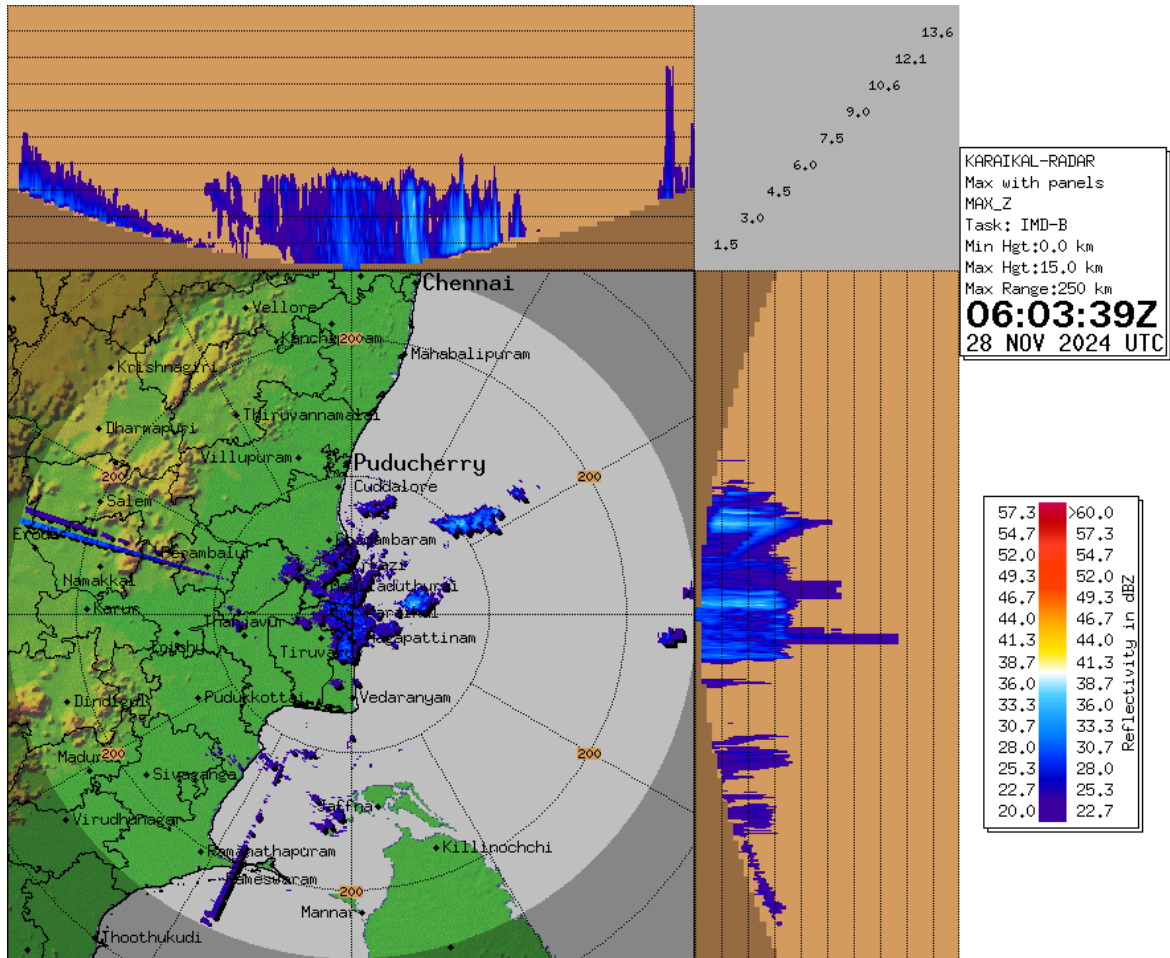 13.6
12.1
10.6
9.0
7.5
6.0
4.5
3.0
1.5
KARAIKAL-RADAR
Max with panels
MAX_Z
Task: IMD-B
Min Hgt:0.0 km
Max Hgt:15.0 km
Max Range:250 km
06:03:39Z
28 NOV 2024 UTC
Chennai
Vellore
200
Mahabalipuram
Krishnagiri
Thiruvannamalai
Dharmapuri
Villupuram
Puducherry
200
200
Cuddalore
Salem
Erode
Perambalur
Namakkal
Karur
Thanjavur
Nagapattinam
Pudukkottai
Vedaranyam
Dindigul
200
200
Sivaganga
Jaffna
Virudhunagar
Killinochchi
Ramanathapuram
Rameswaram
200
Mannar
Thoothukudi
57.3 >60.0
54.7 57.3
52.0 54.7
49.3 52.0
46.7 49.3
44.0 46.7
41.3 44.0
38.7 41.3
36.0 38.7
33.3 36.0
30.7 33.3
28.0 30.7
25.3 28.0
22.7 25.3
20.0 22.7
Reflectivity in dBZ